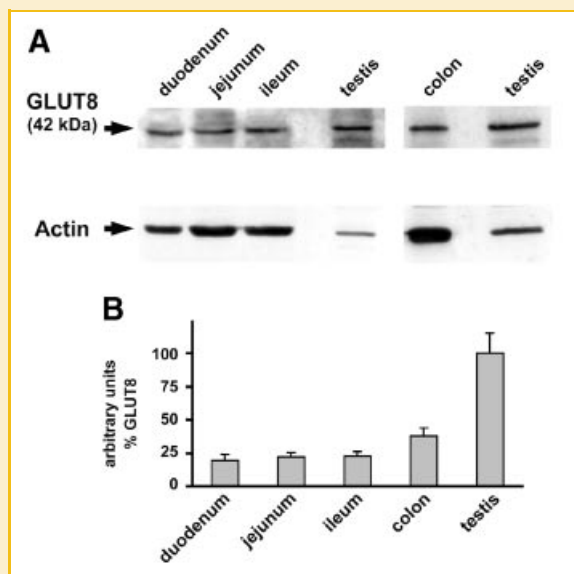 A
duodenum
jejunum
ileum
testis
colon
testis
GLUT8
(42 kDa)
Actin
B
arbitrary units
% GLUT8
100
75
50
25
0
duodenum
jejunum
ileum
colon
testis